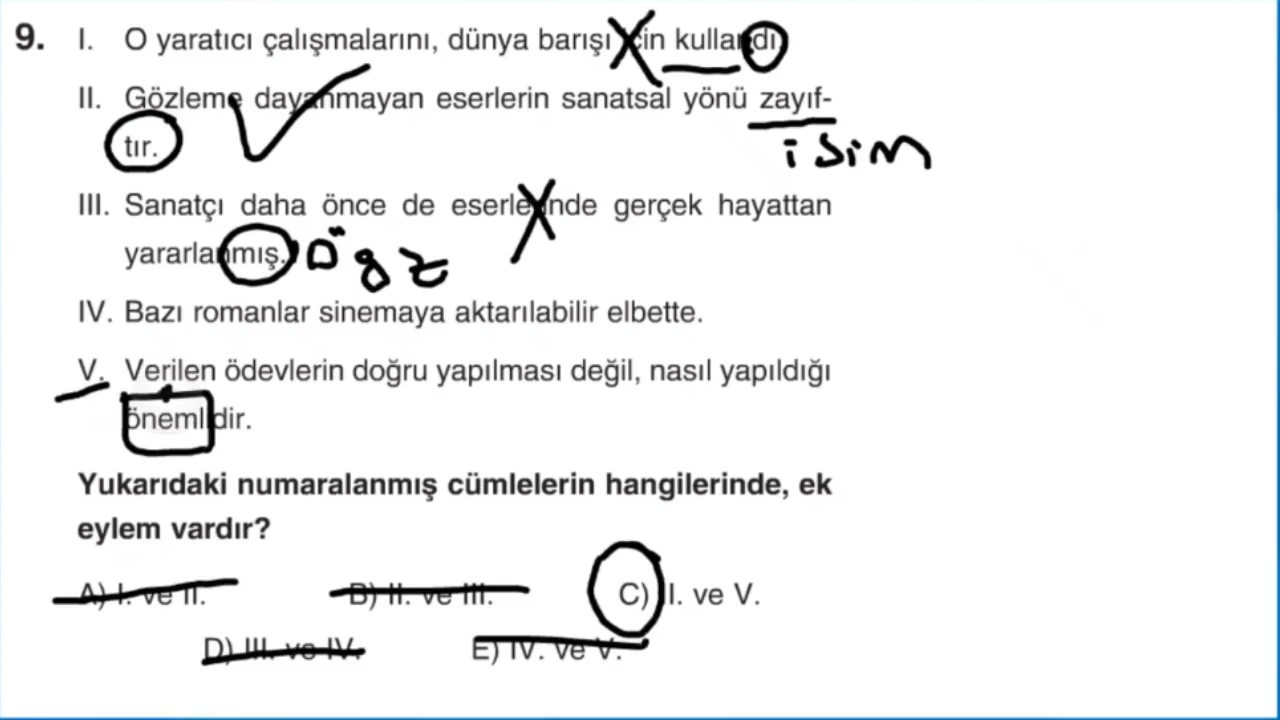 9. I. O yaratıcı çalışmalarını, dünya barışı için kullandı.
II. Gözleme dayanmayan eserlerin sanatsal yönü zayıf-
tır.
isim
III. Sanatçı daha önce de eserlerinde gerçek hayattan
yararlanmış. ögz
IV. Bazı romanlar sinemaya aktarılabilir elbette.
V. Verilen ödevlerin doğru yapılması değil, nasıl yapıldığı
önemlidir.
Yukarıdaki numaralanmış cümlelerin hangilerinde, ek
eylem vardır?
A) I. ve II. B) II. ve III. C) II. ve V.
D) III. ve IV. E) IV. ve V.